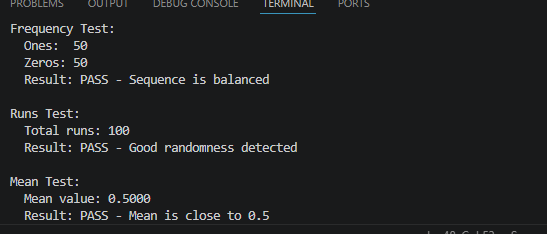 PROBLEMS OUTPUT DEBUG CONSOLE TERMINAL PORTS
Frequency Test:
  Ones:  50
  Zeros: 50
  Result: PASS - Sequence is balanced
Runs Test:
  Total runs: 100
  Result: PASS - Good randomness detected
Mean Test:
  Mean value: 0.5000
  Result: PASS - Mean is close to 0.5